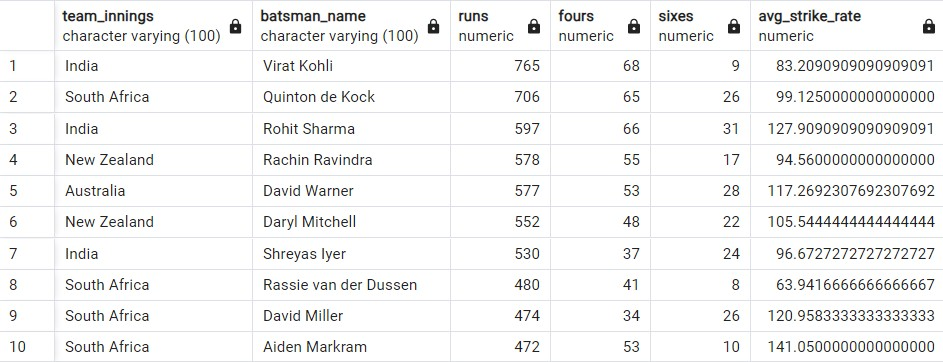 team_innings batsman_name runs fours sixes avg_strike_rate
character varying (100) character varying (100) numeric numeric numeric numeric
1 India Virat Kohli 765 68 9 83.2090909090909091
2 South Africa Quinton de Kock 706 65 26 99.1250000000000000
3 India Rohit Sharma 597 66 31 127.9090909090909091
4 New Zealand Rachin Ravindra 578 55 17 94.5600000000000000
5 Australia David Warner 577 53 28 117.2692307692307692
6 New Zealand Daryl Mitchell 552 48 22 105.5444444444444444
7 India Shreyas Iyer 530 37 24 96.6727272727272727
8 South Africa Rassie van der Dussen 480 41 8 63.9416666666666667
9 South Africa David Miller 474 34 26 120.9583333333333333
10 South Africa Aiden Markram 472 53 10 141.0500000000000000